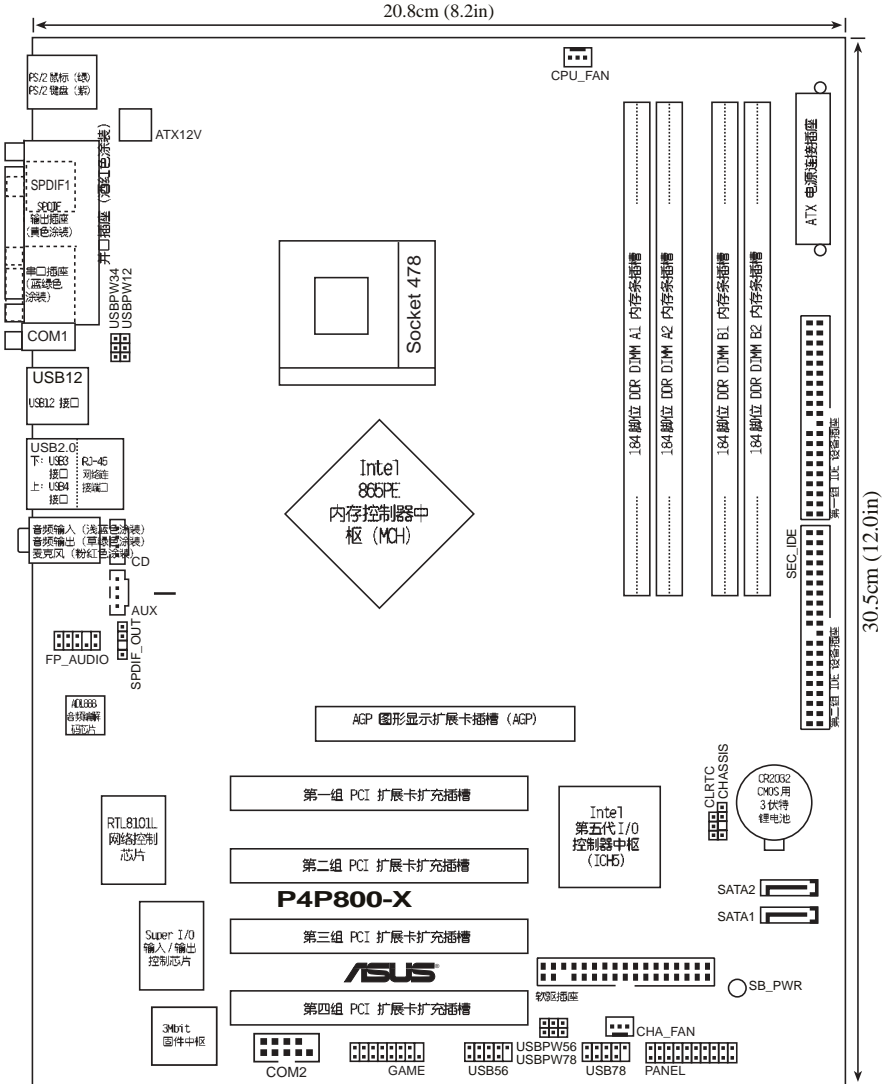 20.8cm (8.2in)
CPU_FAN
PS/2 鼠标 (绿)
PS/2 键盘 (紫)
ATX12V
ATX 电源连接插座
SPDIF1
SPDIF
输出插座
(黄色涂装)
并口插座 (酒红色涂装)
串口插座
(蓝绿色
涂装)
USBPW34
USBPW12
COM1
Socket 478
184 脚位 DDR DIMM A1 内存条插槽
184 脚位 DDR DIMM A2 内存条插槽
184 脚位 DDR DIMM B1 内存条插槽
184 脚位 DDR DIMM B2 内存条插槽
USB12
USB12 接口
第一组 IDE 设备插座
USB2.0
下: USB3
接口
上: USB4
接口
RJ-45
网络连
接端口
Intel
865PE
内存控制器中
枢 (MCH)
音频输入 (浅蓝色涂装)
音频输出 (草绿色涂装)
麦克风 (粉红色涂装)
CD
SEC_IDE
30.5cm (12.0in)
AUX
SPDIF_OUT
FP_AUDIO
第二组 IDE 设备插座
音频编解
码芯片
AGP 图形显示扩展卡插槽 (AGP)
CLRTC
CHASSIS
CR2032
CMOS 用
3 伏特
锂电池
第一组 PCI 扩展卡扩充插槽
RTL8101L
网络控制
芯片
Intel
第五代 I/O
控制器中枢
(ICH5)
第二组 PCI 扩展卡扩充插槽
SATA2
P4P800-X
SATA1
第三组 PCI 扩展卡扩充插槽
Super I/O
输入/输出
控制芯片
ASUS
软驱插座
SB_PWR
第四组 PCI 扩展卡扩充插槽
3Mbit
固件中枢
COM2
GAME
USB56
USBPW56
USBPW78
CHA_FAN
USB78
PANEL